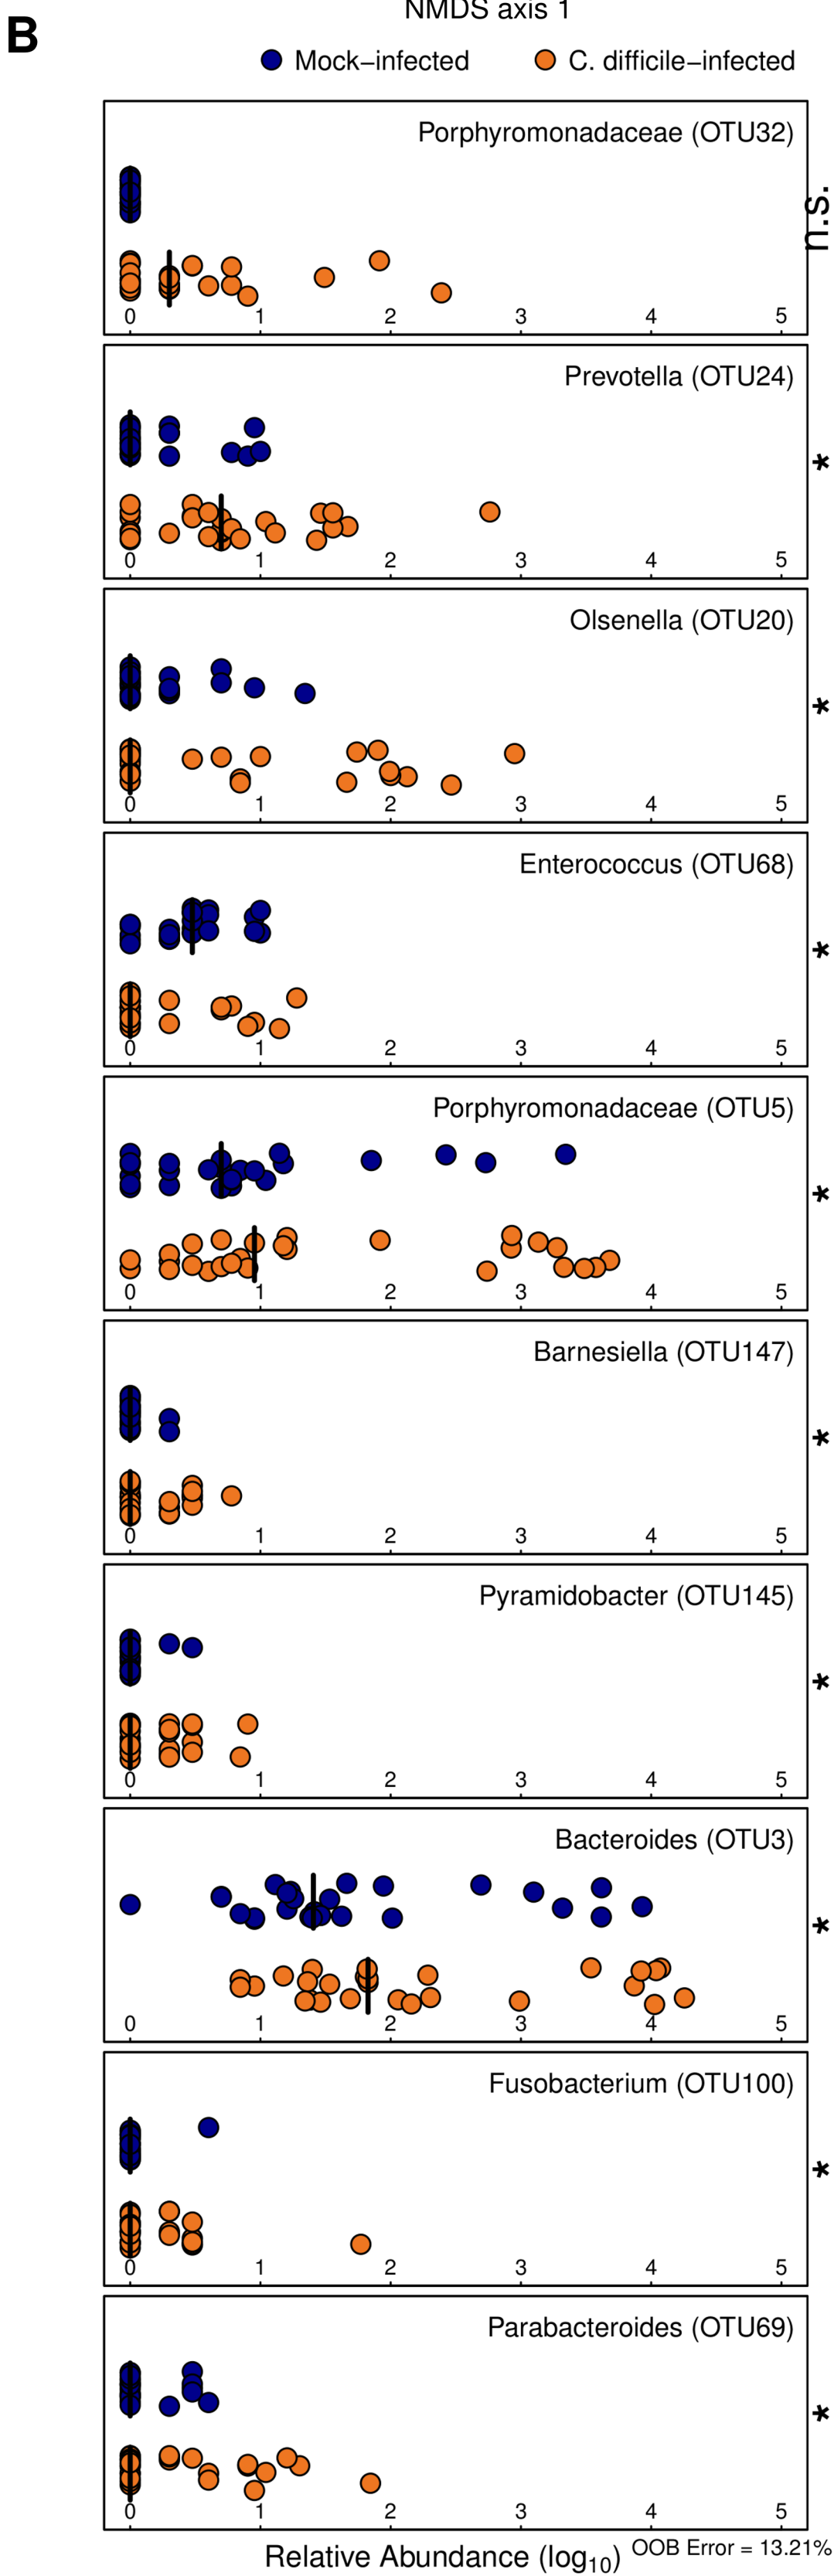 B
NMDS axis 1
Mock−infected C. difficile−infected
Porphyromonadaceae (OTU32)
n.s.
0 1 2 3 4 5
Prevotella (OTU24)
*
0 1 2 3 4 5
Olsenella (OTU20)
*
0 1 2 3 4 5
Enterococcus (OTU68)
*
0 1 2 3 4 5
Porphyromonadaceae (OTU5)
*
0 1 2 3 4 5
Barnesiella (OTU147)
*
0 1 2 3 4 5
Pyramidobacter (OTU145)
*
0 1 2 3 4 5
Bacteroides (OTU3)
*
0 1 2 3 4 5
Fusobacterium (OTU100)
*
0 1 2 3 4 5
Parabacteroides (OTU69)
*
0 1 2 3 4 5
Relative Abundance (log₁₀) OOB Error = 13.21%